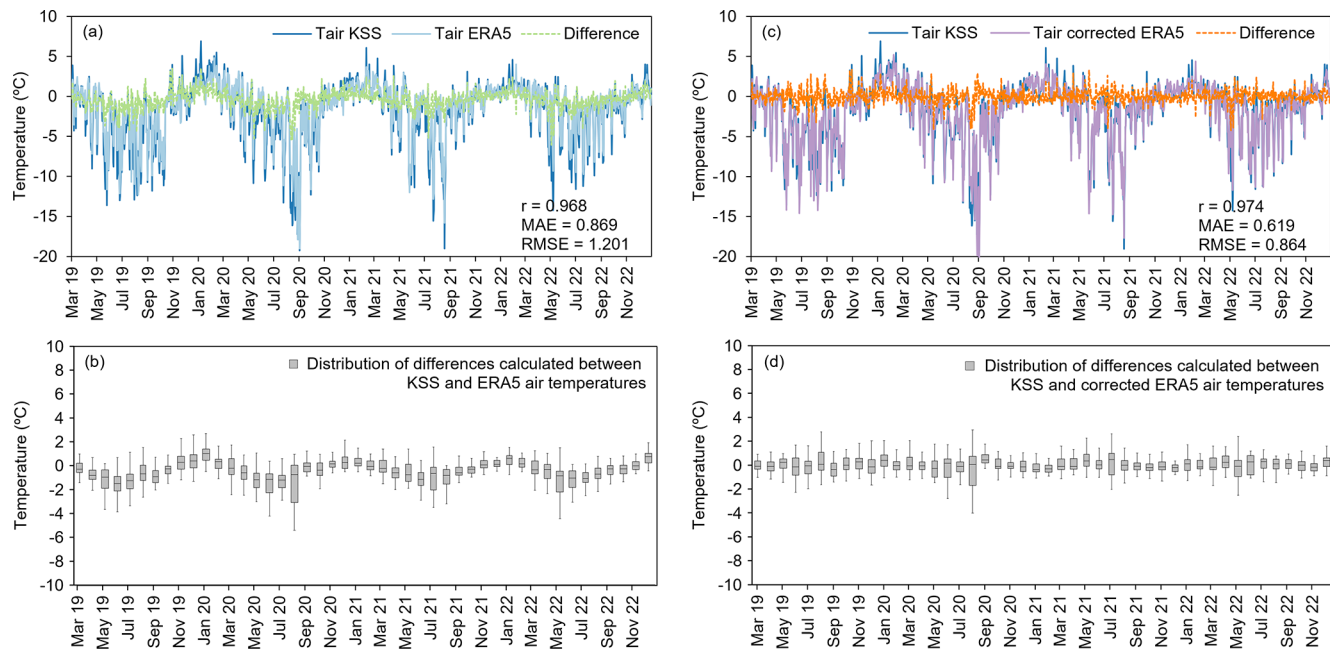 (a)
Tair KSS
Tair ERA5
Difference
Temperature (ºC)
10
5
0
-5
-10
-15
-20
r = 0.968
MAE = 0.869
RMSE = 1.201
Mar 19
May 19
Jul 19
Sep 19
Nov 19
Jan 20
Mar 20
May 20
Jul 20
Sep 20
Nov 20
Jan 21
Mar 21
May 21
Jul 21
Sep 21
Nov 21
Jan 22
Mar 22
May 22
Jul 22
Sep 22
Nov 22
(c)
Tair KSS
Tair corrected ERA5
Difference
Temperature (ºC)
10
5
0
-5
-10
-15
-20
r = 0.974
MAE = 0.619
RMSE = 0.864
Mar 19
May 19
Jul 19
Sep 19
Nov 19
Jan 20
Mar 20
May 20
Jul 20
Sep 20
Nov 20
Jan 21
Mar 21
May 21
Jul 21
Sep 21
Nov 21
Jan 22
Mar 22
May 22
Jul 22
Sep 22
Nov 22
(b)
Distribution of differences calculated between
KSS and ERA5 air temperatures
Temperature (ºC)
10
8
6
4
2
0
-2
-4
-6
-8
-10
Mar 19
May 19
Jul 19
Sep 19
Nov 19
Jan 20
Mar 20
May 20
Jul 20
Sep 20
Nov 20
Jan 21
Mar 21
May 21
Jul 21
Sep 21
Nov 21
Jan 22
Mar 22
May 22
Jul 22
Sep 22
Nov 22
(d)
Distribution of differences calculated between
KSS and corrected ERA5 air temperatures
Temperature (ºC)
10
8
6
4
2
0
-2
-4
-6
-8
-10
Mar 19
May 19
Jul 19
Sep 19
Nov 19
Jan 20
Mar 20
May 20
Jul 20
Sep 20
Nov 20
Jan 21
Mar 21
May 21
Jul 21
Sep 21
Nov 21
Jan 22
Mar 22
May 22
Jul 22
Sep 22
Nov 22